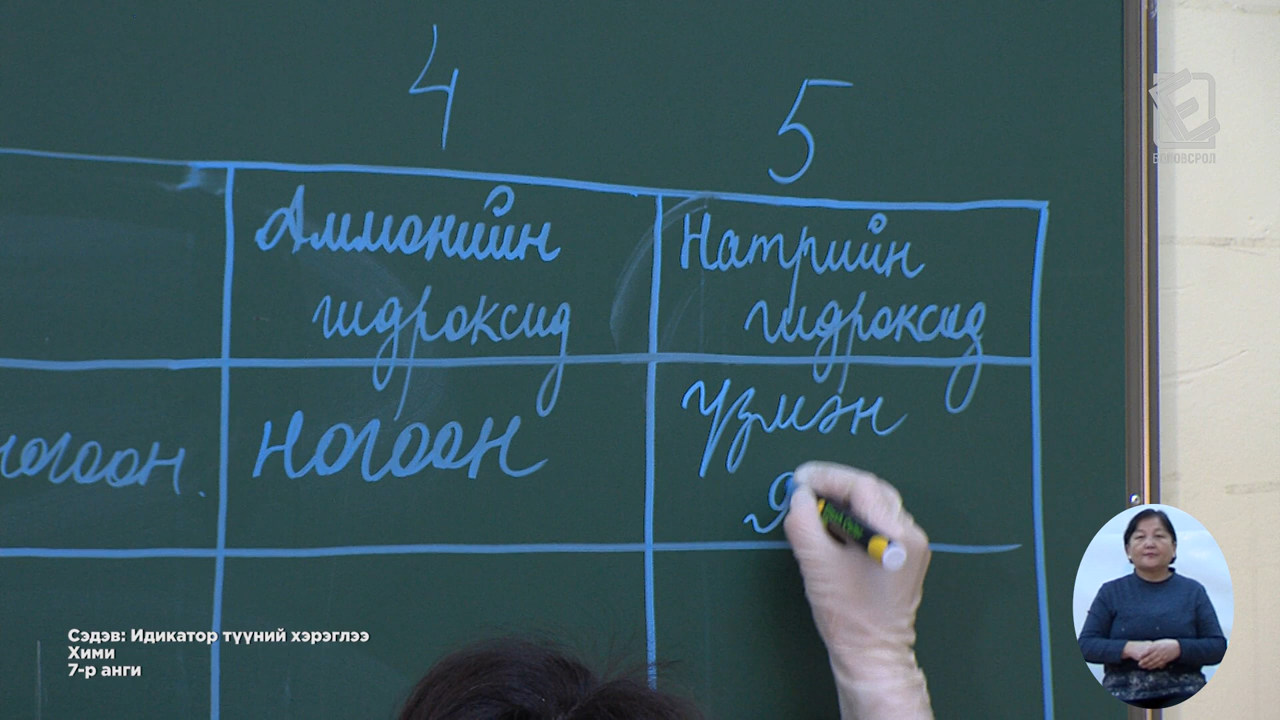 4
5
Аммонийн
гидроксид
Натрийн
гидроксид
ногоон.
ногоон
үзмэн
я
Сэдэв: Идикатор түүний хэрэглээ
Хими
7-р анги